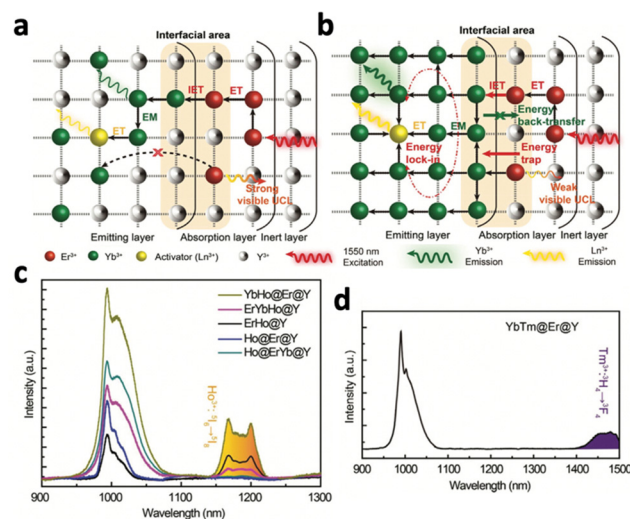 a
Interfacial area
IET
ET
EM
ET
Strong
visible UCL
Emitting layer
Absorption layer
Inert layer
b
Interfacial area
IET
ET
Energy
back-transfer
ET
EM
Energy
lock-in
Energy
trap
Weak
visible UCL
Emitting layer
Absorption layer
Inert layer
Er³⁺
Yb³⁺
Activator (Ln³⁺)
Y³⁺
1550 nm
Excitation
Yb³⁺
Emission
Ln³⁺
Emission
c
Intensity (a.u.)
YbHo@Er@Y
ErYbHo@Y
ErHo@Y
Ho@Er@Y
Ho@ErYb@Y
Ho³⁺:⁵I₆→⁵I₈
900 1000 1100 1200 1300
Wavelength (nm)
d
Intensity (a.u.)
YbTm@Er@Y
Tm³⁺:³H₄→³F₄
900 1000 1100 1200 1300 1400 1500
Wavelength (nm)